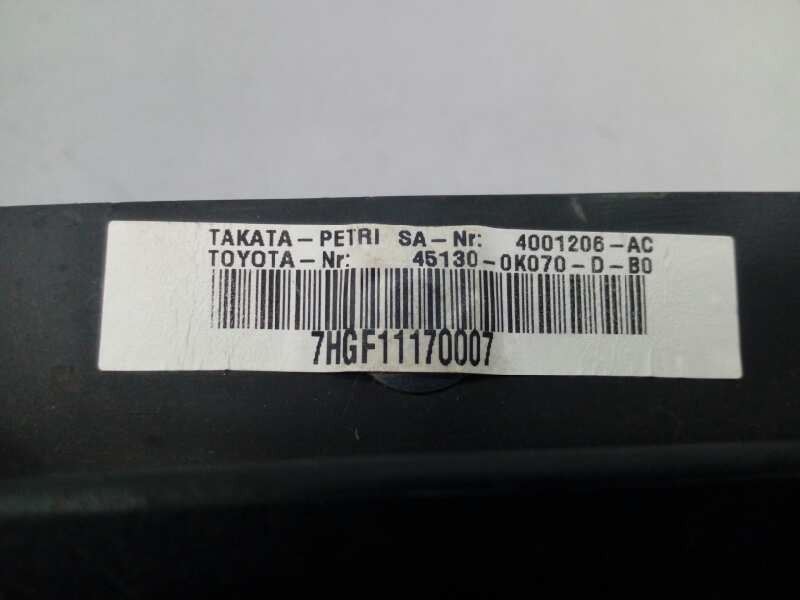 TAKATA-PETRI SA-Nr: 4001206-AC
TOYOTA-Nr: 45130-0K070-D-B0
7HGF11170007